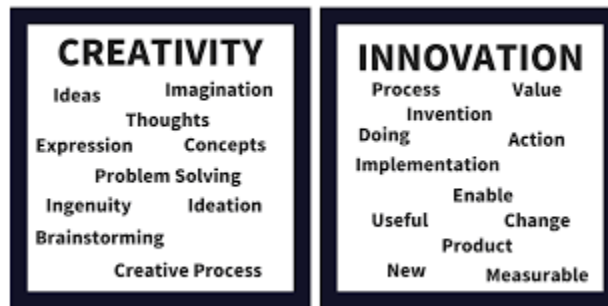 CREATIVITY
Ideas
Imagination
Thoughts
Expression
Concepts
Problem Solving
Ingenuity
Ideation
Brainstorming
Creative Process
INNOVATION
Process
Value
Invention
Doing
Action
Implementation
Enable
Useful
Change
Product
New
Measurable